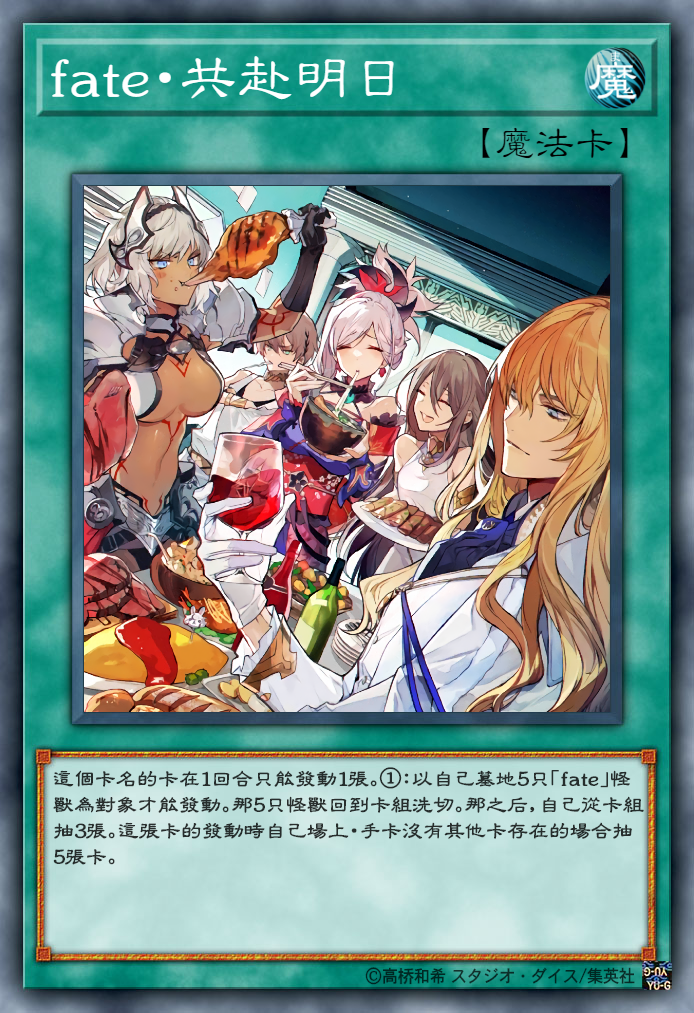 fate・共赴明日
魔
【魔法卡】
這個卡名的卡在1回合只能發動1張。①:以自己墓地5只「fate」怪
獸為對象才能發動。那5只怪獸回到卡組洗切。那之后,自己從卡組
抽3張。這張卡的發動時自己場上・手卡沒有其他卡存在的場合抽
5張卡。
©高桥和希 スタジオ・ダイス/集英社